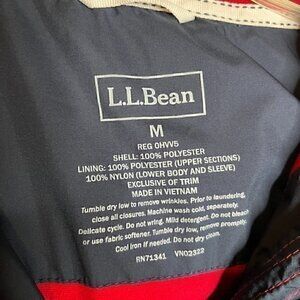 L.L.Bean
M
REG 0HVV5
SHELL: 100% POLYESTER
LINING: 100% POLYESTER (UPPER SECTIONS)
100% NYLON (LOWER BODY AND SLEEVE)
EXCLUSIVE OF TRIM
MADE IN VIETNAM
Tumble dry low to remove wrinkles. Prior to laundering,
close all closures. Machine wash cold, separately.
Delicate cycle. Do not wring. Mild detergent. Do not bleach
or use fabric softener. Tumble dry low, remove promptly.
Cool iron if needed. Do not dry clean.
RN71341 VN02322